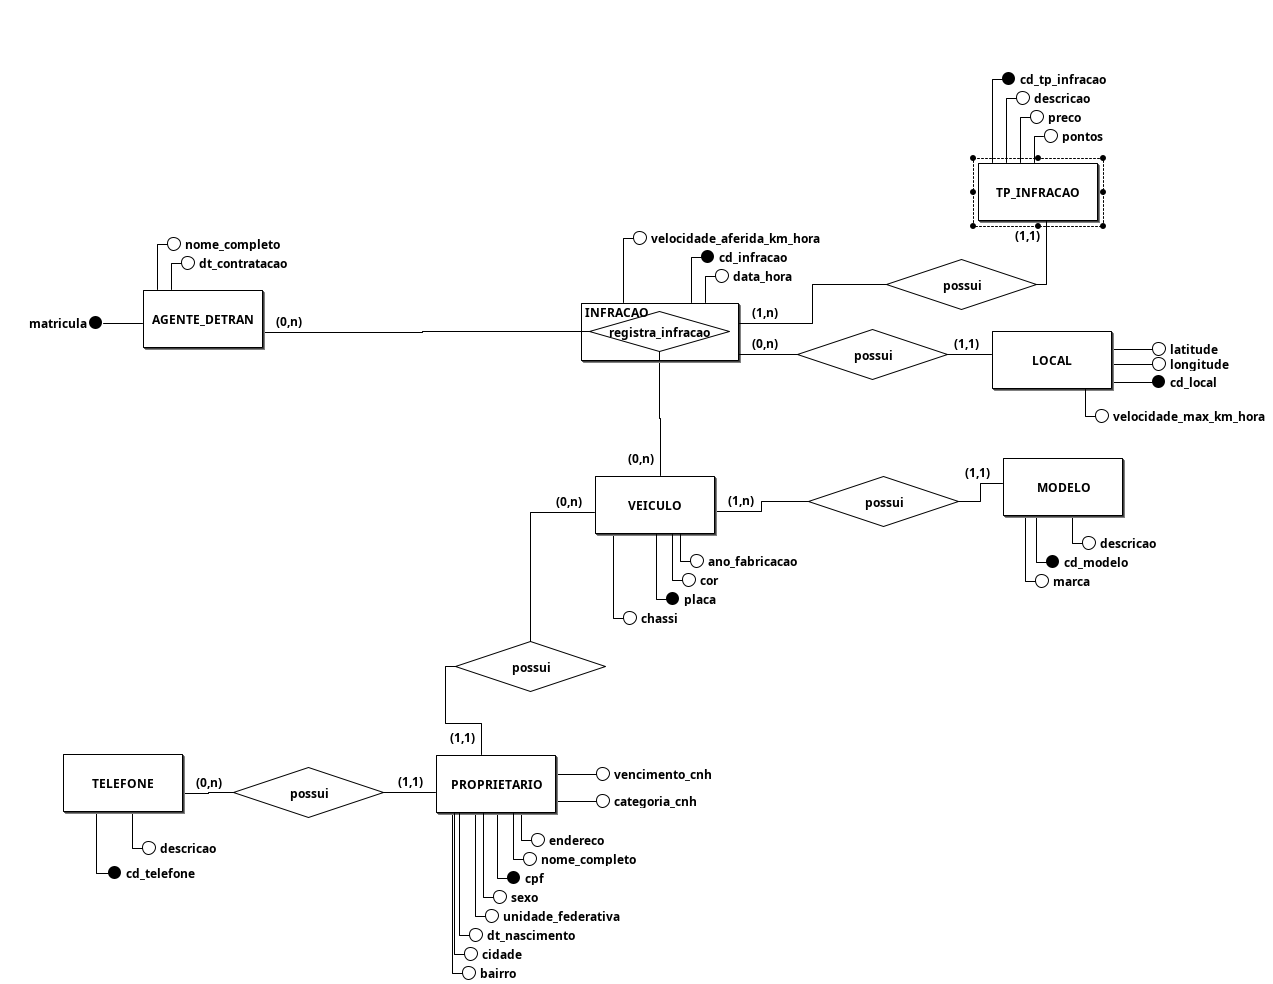 cd_tp_infracao
descricao
preco
pontos
TP_INFRACAO
(1,1)
possui
nome_completo
dt_contratacao
matricula
AGENTE_DETRAN
(0,n)
velocidade_aferida_km_hora
cd_infracao
data_hora
INFRACAO
registra_infracao
(1,n)
(0,n)
possui
(1,1)
LOCAL
latitude
longitude
cd_local
velocidade_max_km_hora
(0,n)
(0,n)
VEICULO
(1,n)
possui
(1,1)
MODELO
descricao
cd_modelo
marca
ano_fabricacao
cor
placa
chassi
possui
(1,1)
TELEFONE
(0,n)
possui
(1,1)
PROPRIETARIO
vencimento_cnh
categoria_cnh
descricao
cd_telefone
endereco
nome_completo
cpf
sexo
unidade_federativa
dt_nascimento
cidade
bairro